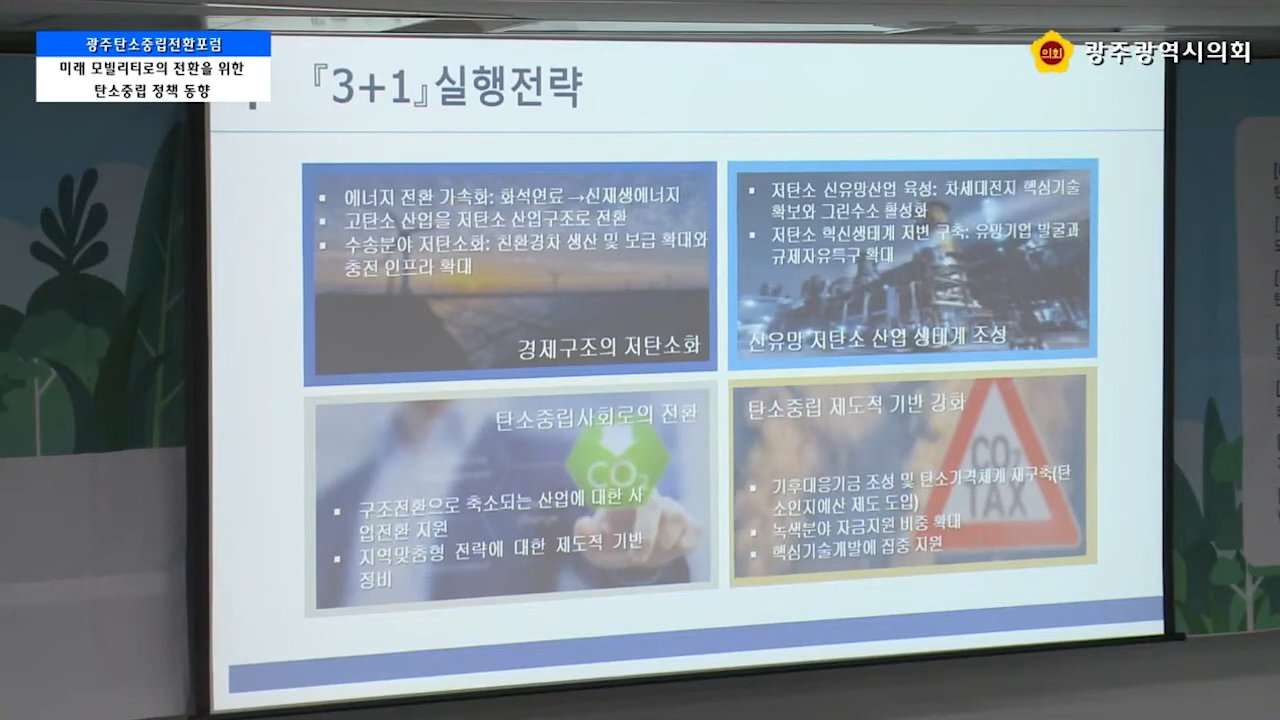 광주탄소중립전환포럼
미래 모빌리티로의 전환을 위한
탄소중립 정책 동향
의회 광주광역시의회
『3+1』실행전략
▪ 에너지 전환 가속화: 화석연료 →신재생에너지
▪ 고탄소 산업을 저탄소 산업구조로 전환
▪ 수송분야 저탄소화: 친환경차 생산 및 보급 확대와
충전 인프라 확대
경제구조의 저탄소화
▪ 저탄소 신유망산업 육성: 차세대전지 핵심기술
확보와 그린수소 활성화
▪ 저탄소 혁신생태계 저변 구축: 유망기업 발굴과
규제자유특구 확대
신유망 저탄소 산업 생태계 조성
탄소중립사회로의 전환
CO₂
▪ 구조전환으로 축소되는 산업에 대한 사
업전환 지원
▪ 지역맞춤형 전략에 대한 제도적 기반
정비
탄소중립 제도적 기반 강화
CO₂
TAX
▪ 기후대응기금 조성 및 탄소가격체계 재구축(탄
소인지예산 제도 도입)
▪ 녹색분야 자금지원 비중 확대
▪ 핵심기술개발에 집중 지원